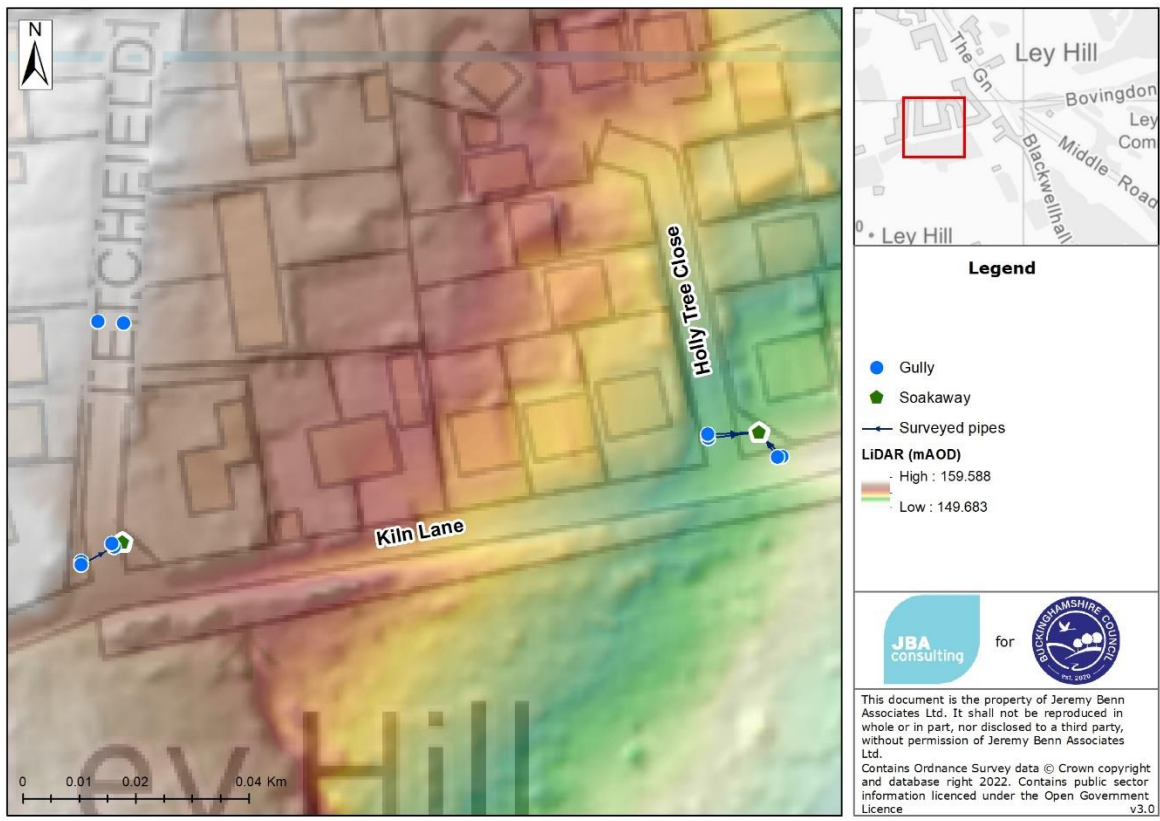 N
LETCHFIELD
Holly Tree Close
Kiln Lane
ey Hill
0 0.01 0.02 0.04 Km
The Gn
Ley Hill
Bovingdon
Ley
Com
Middle Road
Blackwellhall
0 • Ley Hill
Legend
Gully
Soakaway
Surveyed pipes
LiDAR (mAOD)
High : 159.588
Low : 149.683
JBA
consulting
for
BUCKINGHAMSHIRE COUNCIL
est. 2020
This document is the property of Jeremy Benn
Associates Ltd. It shall not be reproduced in
whole or in part, nor disclosed to a third party,
without permission of Jeremy Benn Associates
Ltd.
Contains Ordnance Survey data © Crown copyright
and database right 2022. Contains public sector
information licenced under the Open Government
Licence v3.0